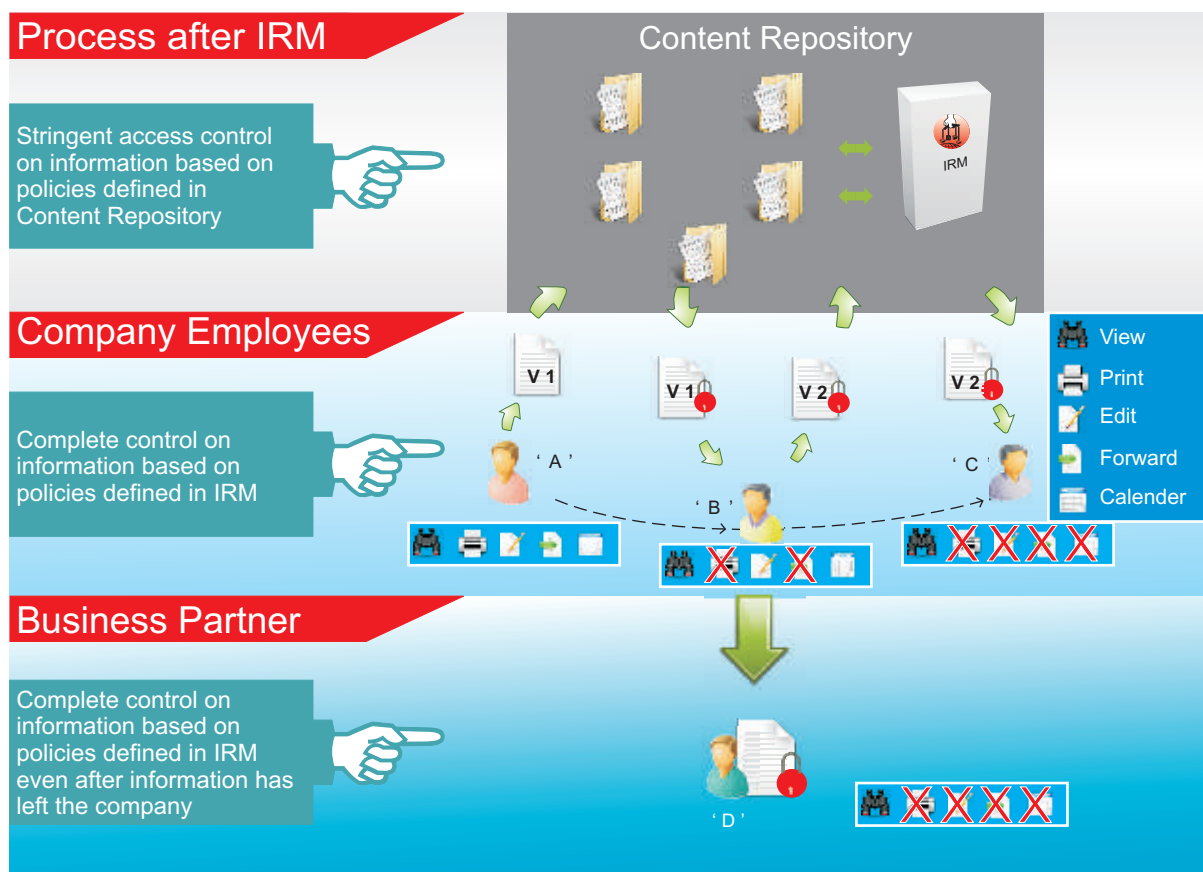 Process after IRM
Content Repository
Stringent access control
on information based on
policies defined in
Content Repository
IRM
Company Employees
V 1
V 1
V 2
V 2
View
Print
Edit
Forward
Calender
Complete control on
information based on
policies defined in IRM
' A '
' B '
' C '
Business Partner
Complete control on
information based on
policies defined in IRM
even after information has
left the company
' D '